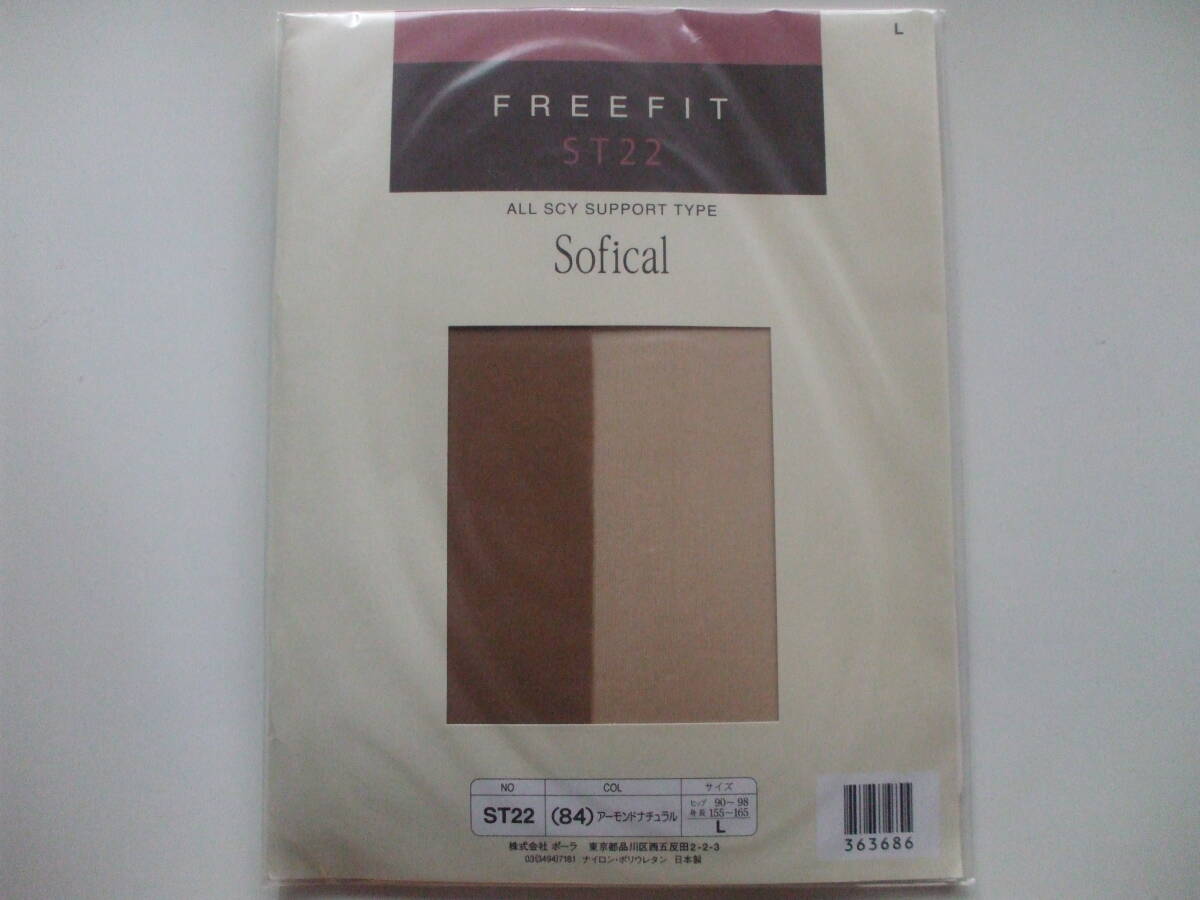 L
FREEFIT
ST22
ALL SCY SUPPORT TYPE
Sofical
NO COL サイズ
ST22 (84) アーモンドナチュラル ヒップ 90～98
身長 155～165
L
363686
株式会社 ポーラ 東京都品川区西五反田2-2-3
03(3494)7181 ナイロン・ポリウレタン 日本製